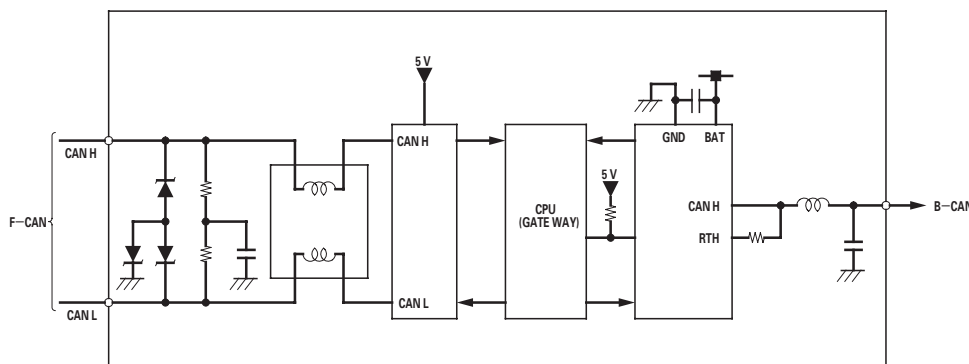 5 V
CAN H
CAN H
GND
BAT
5 V
F–CAN
CPU
(GATE WAY)
CAN H
B–CAN
RTH
CAN L
CAN L